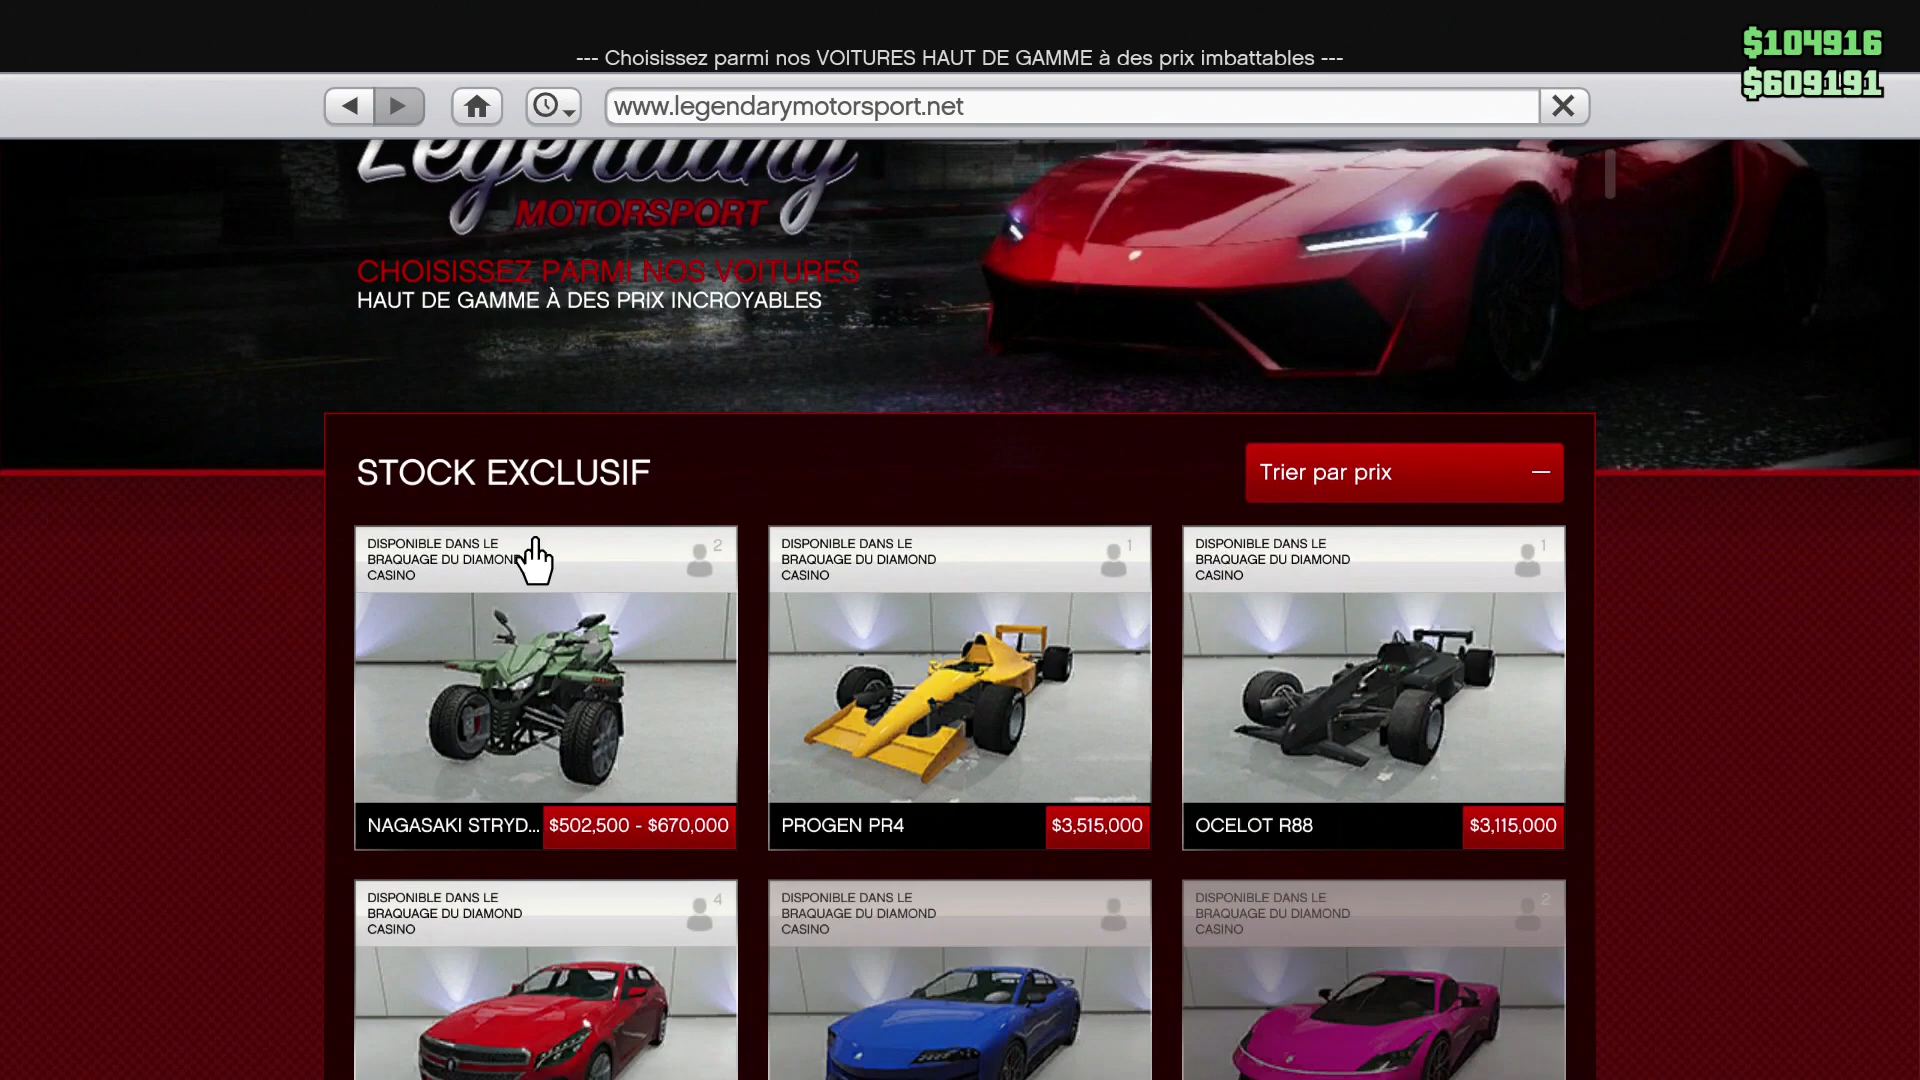 --- Choisissez parmi nos VOITURES HAUT DE GAMME à des prix imbattables ---
$104916
$609191
www.legendarymotorsport.net
Legendary
MOTORSPORT
CHOISISSEZ PARMI NOS VOITURES
HAUT DE GAMME À DES PRIX INCROYABLES
STOCK EXCLUSIF
Trier par prix
DISPONIBLE DANS LE
BRAQUAGE DU DIAMOND
CASINO
2
DISPONIBLE DANS LE
BRAQUAGE DU DIAMOND
CASINO
1
DISPONIBLE DANS LE
BRAQUAGE DU DIAMOND
CASINO
1
NAGASAKI STRYD... $502,500 - $670,000
PROGEN PR4 $3,515,000
OCELOT R88 $3,115,000
DISPONIBLE DANS LE
BRAQUAGE DU DIAMOND
CASINO
4
DISPONIBLE DANS LE
BRAQUAGE DU DIAMOND
CASINO
DISPONIBLE DANS LE
BRAQUAGE DU DIAMOND
CASINO
2